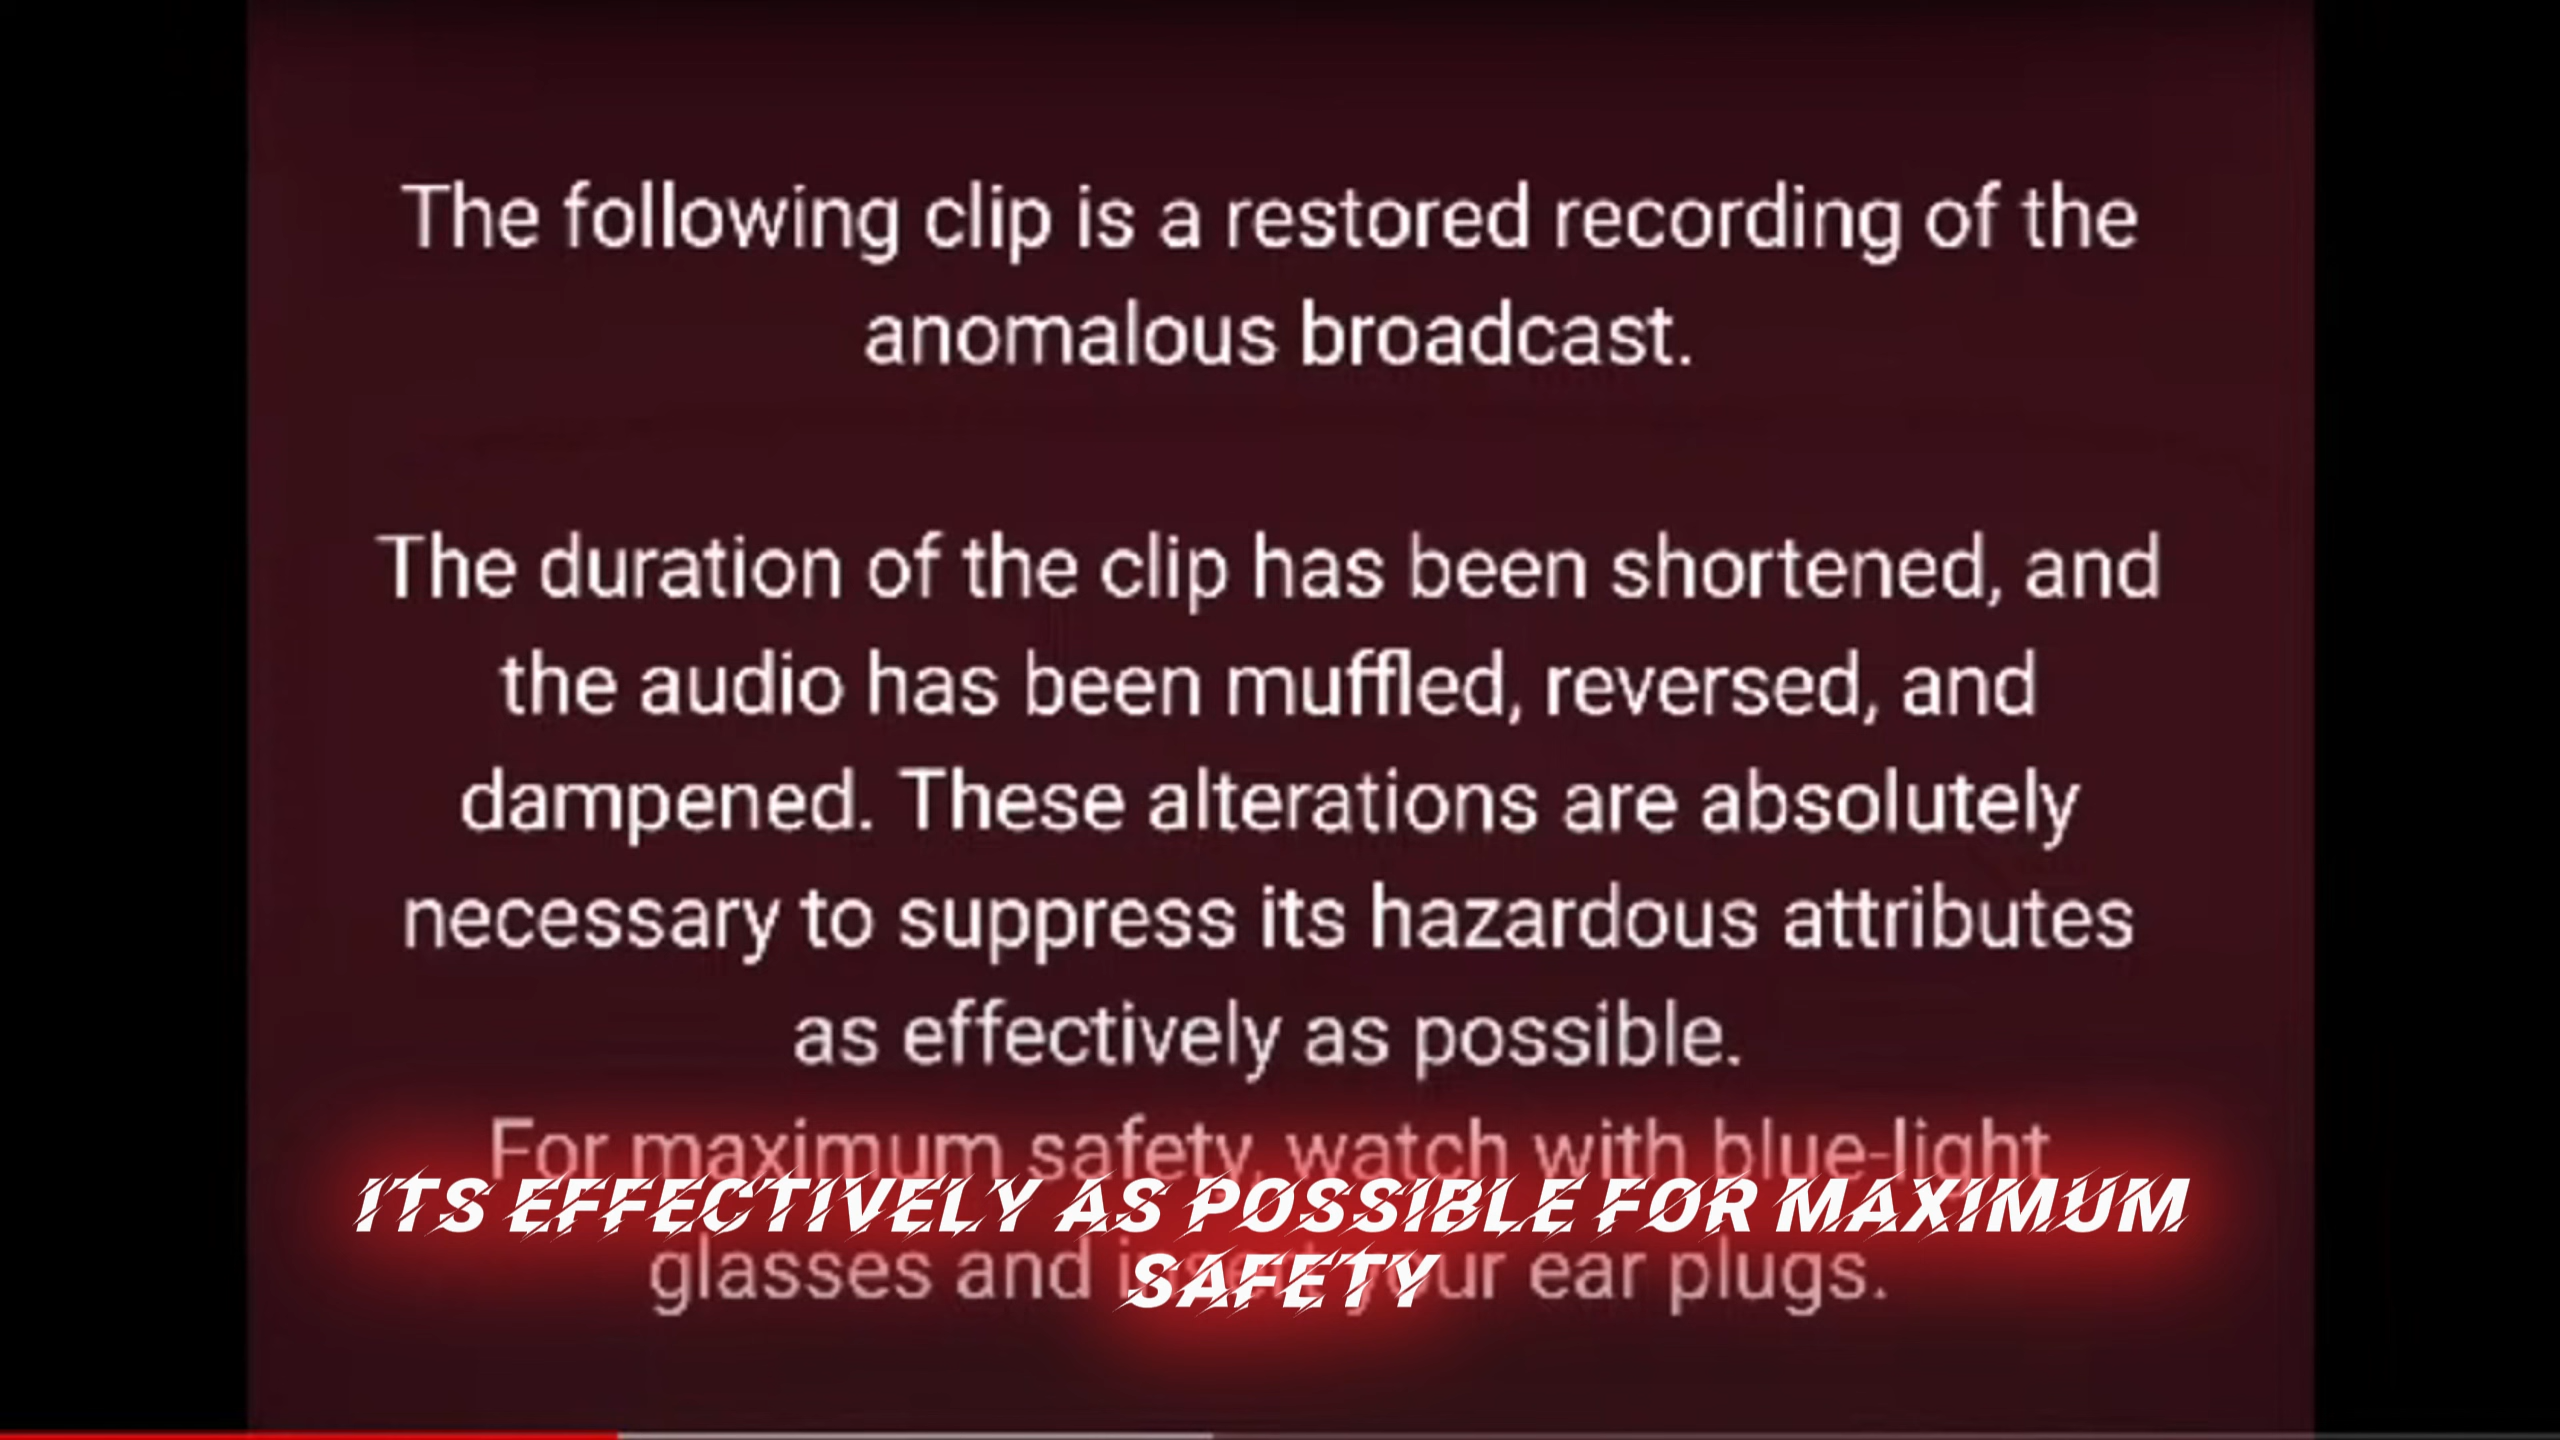 The following clip is a restored recording of the
anomalous broadcast.
The duration of the clip has been shortened, and
the audio has been muffled, reversed, and
dampened. These alterations are absolutely
necessary to suppress its hazardous attributes
as effectively as possible.
For maximum safety, watch with blue-light
ITS EFFECTIVELY AS POSSIBLE FOR MAXIMUM
glasses and insert your ear plugs.
SAFETY